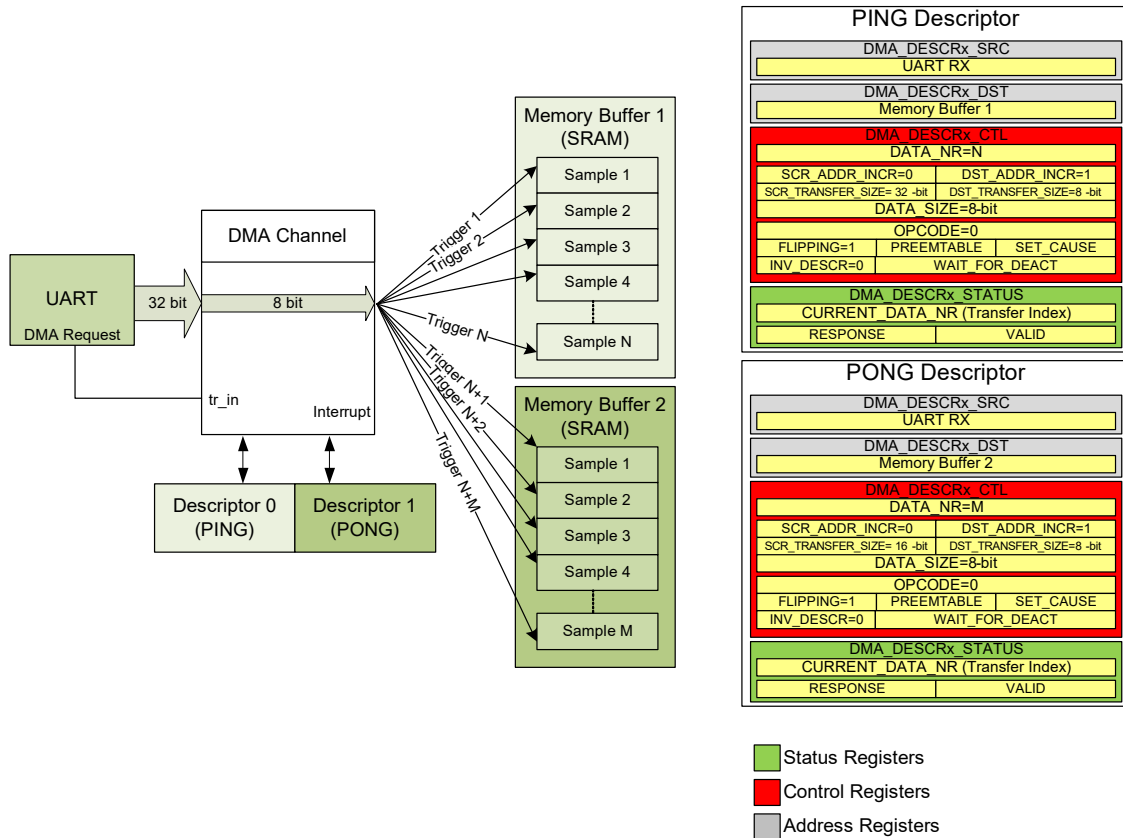 UART
DMA Request
32 bit
DMA Channel
8 bit
tr_in
Interrupt
Descriptor 0
(PING)
Descriptor 1
(PONG)
Trigger 1
Trigger 2
Trigger N
Trigger N+1
Trigger N+2
Trigger N+M
Memory Buffer 1
(SRAM)
Sample 1
Sample 2
Sample 3
Sample 4
Sample N
Memory Buffer 2
(SRAM)
Sample 1
Sample 2
Sample 3
Sample 4
Sample M
PING Descriptor
DMA_DESCRx_SRC
UART RX
DMA_DESCRx_DST
Memory Buffer 1
DMA_DESCRx_CTL
DATA_NR=N
SCR_ADDR_INCR=0 DST_ADDR_INCR=1
SCR_TRANSFER_SIZE= 32 -bit DST_TRANSFER_SIZE=8 -bit
DATA_SIZE=8-bit
OPCODE=0
FLIPPING=1 PREEMTABLE SET_CAUSE
INV_DESCR=0 WAIT_FOR_DEACT
DMA_DESCRx_STATUS
CURRENT_DATA_NR (Transfer Index)
RESPONSE VALID
PONG Descriptor
DMA_DESCRx_SRC
UART RX
DMA_DESCRx_DST
Memory Buffer 2
DMA_DESCRx_CTL
DATA_NR=M
SCR_ADDR_INCR=0 DST_ADDR_INCR=1
SCR_TRANSFER_SIZE= 16 -bit DST_TRANSFER_SIZE=8 -bit
DATA_SIZE=8-bit
OPCODE=0
FLIPPING=1 PREEMTABLE SET_CAUSE
INV_DESCR=0 WAIT_FOR_DEACT
DMA_DESCRx_STATUS
CURRENT_DATA_NR (Transfer Index)
RESPONSE VALID
Status Registers
Control Registers
Address Registers